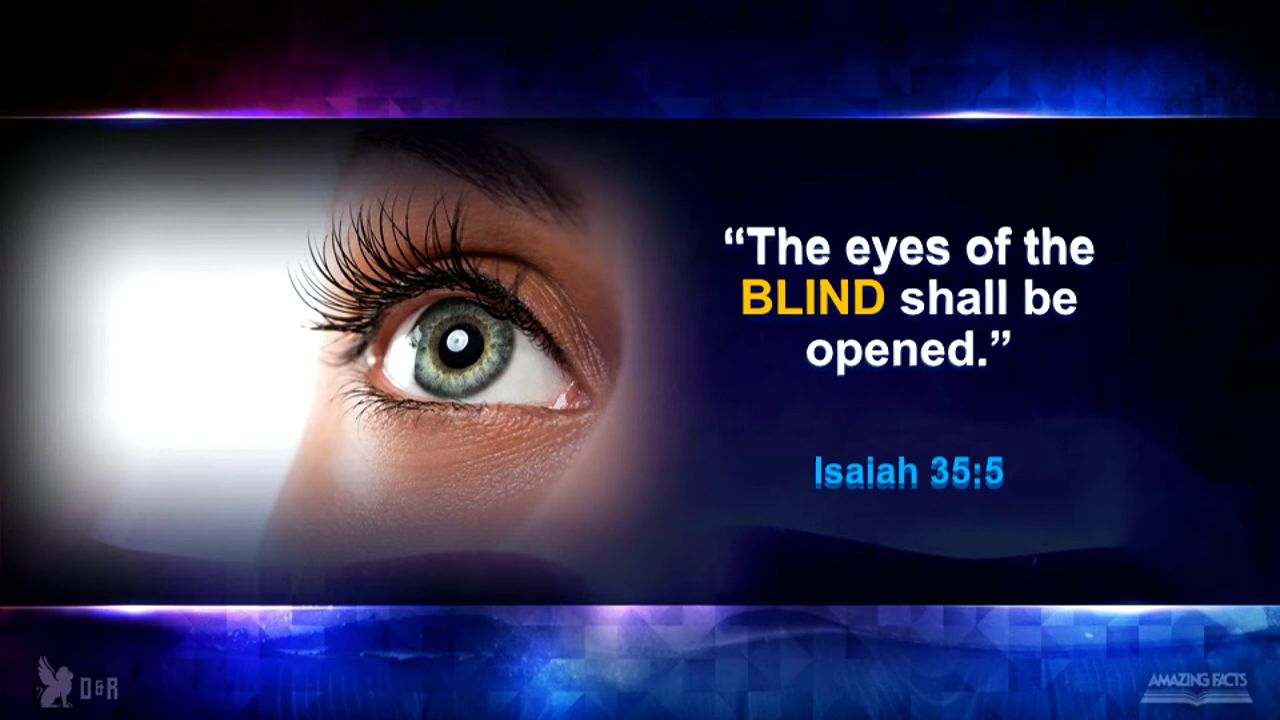 “The eyes of the
BLIND shall be
opened.”
Isaiah 35:5
D&R
AMAZING FACTS